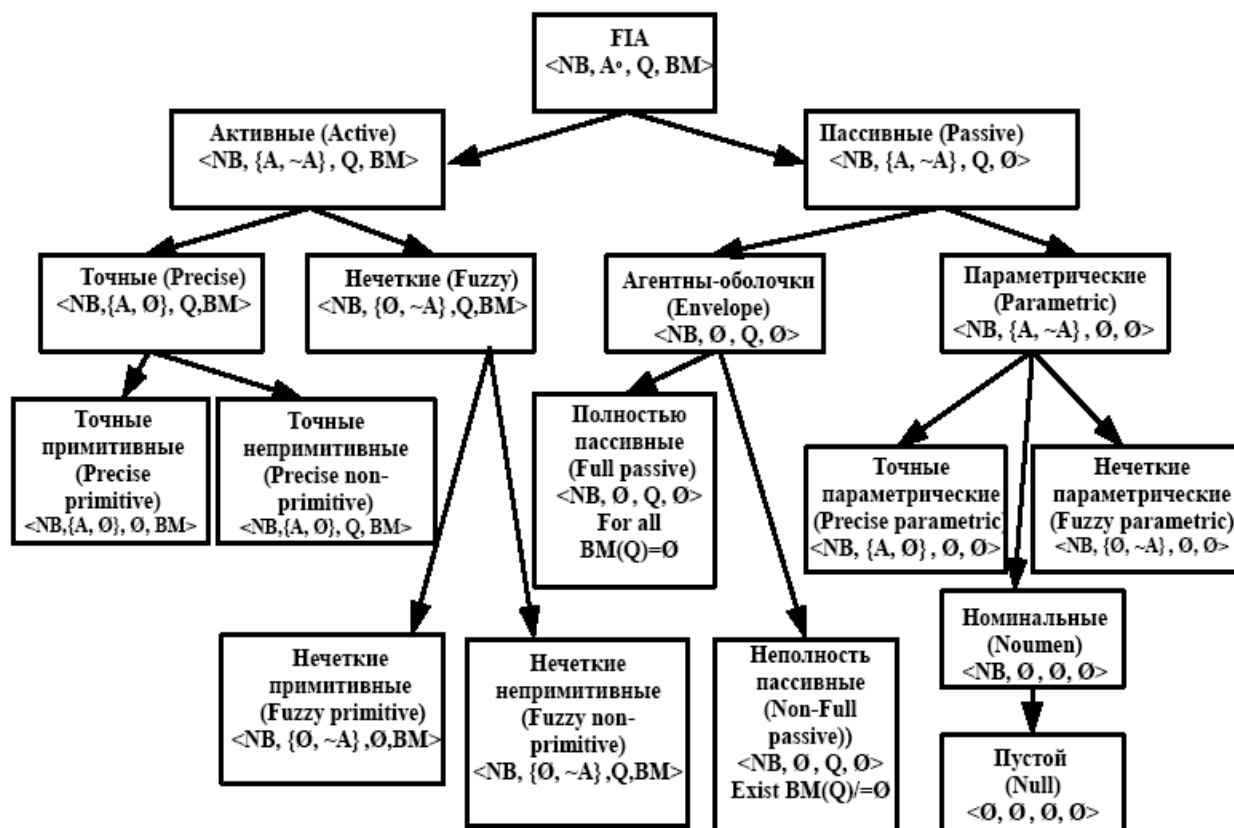 FIA
<NB, A°, Q, BM>
Активные (Active)
<NB, {A, ~A}, Q, BM>
Пассивные (Passive)
<NB, {A, ~A}, Q, Ø>
Точные (Precise)
<NB,{A, Ø}, Q,BM>
Нечеткие (Fuzzy)
<NB, {Ø, ~A},Q,BM>
Агентны-оболочки
(Envelope)
<NB, Ø, Q, Ø>
Параметрические
(Parametric)
<NB, {A, ~A}, Ø, Ø>
Точные
примитивные
(Precise
primitive)
<NB,{A, Ø}, Ø, BM>
Точные
непримитивные
(Precise non-
primitive)
<NB,{A, Ø}, Q, BM>
Полностью
пассивные
(Full passive)
<NB, Ø, Q, Ø>
For all
BM(Q)=Ø
Точные
параметрические
(Precise parametric)
<NB, {A, Ø}, Ø, Ø>
Нечеткие
параметрические
(Fuzzy parametric)
<NB, {Ø, ~A}, Ø, Ø>
Нечеткие
примитивные
(Fuzzy primitive)
<NB, {Ø, ~A},Ø,BM>
Нечеткие
непримитивные
(Fuzzy non-
primitive)
<NB, {Ø, ~A},Q,BM>
Неполность
пассивные
(Non-Full
passive))
<NB, Ø, Q, Ø>
Exist BM(Q)/=Ø
Номинальные
(Noumen)
<NB, Ø, Ø, Ø>
Пустой
(Null)
<Ø, Ø, Ø, Ø>